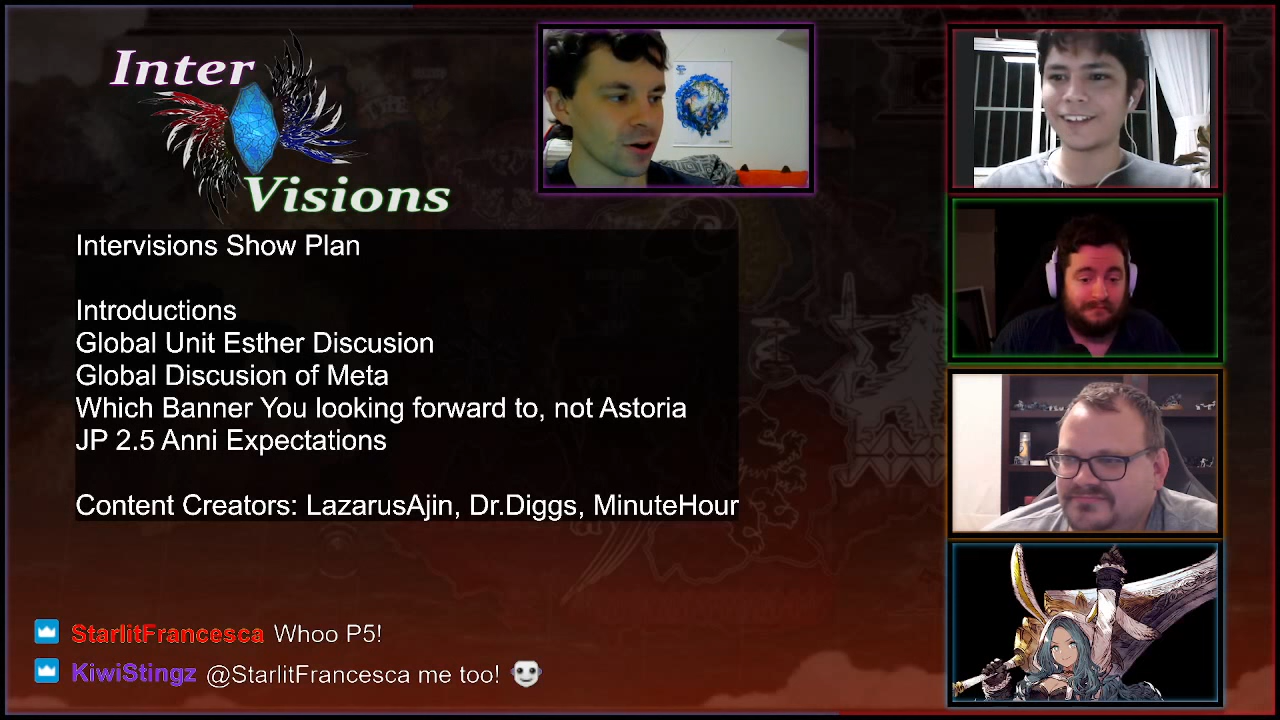 Inter
Visions
Intervisions Show Plan
Introductions
Global Unit Esther Discusion
Global Discusion of Meta
Which Banner You looking forward to, not Astoria
JP 2.5 Anni Expectations
Content Creators: LazarusAjin, Dr.Diggs, MinuteHour
StarlitFrancesca Whoo P5!
KiwiStingz @StarlitFrancesca me too!